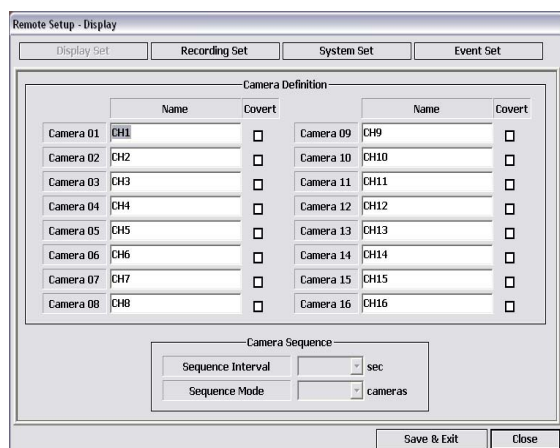 Remote Setup - Display
Display Set Recording Set System Set Event Set
Camera Definition
Name Covert Name Covert
Camera 01 CH1 Camera 09 CH9
Camera 02 CH2 Camera 10 CH10
Camera 03 CH3 Camera 11 CH11
Camera 04 CH4 Camera 12 CH12
Camera 05 CH5 Camera 13 CH13
Camera 06 CH6 Camera 14 CH14
Camera 07 CH7 Camera 15 CH15
Camera 08 CH8 Camera 16 CH16
Camera Sequence
Sequence Interval sec
Sequence Mode cameras
Save & Exit Close